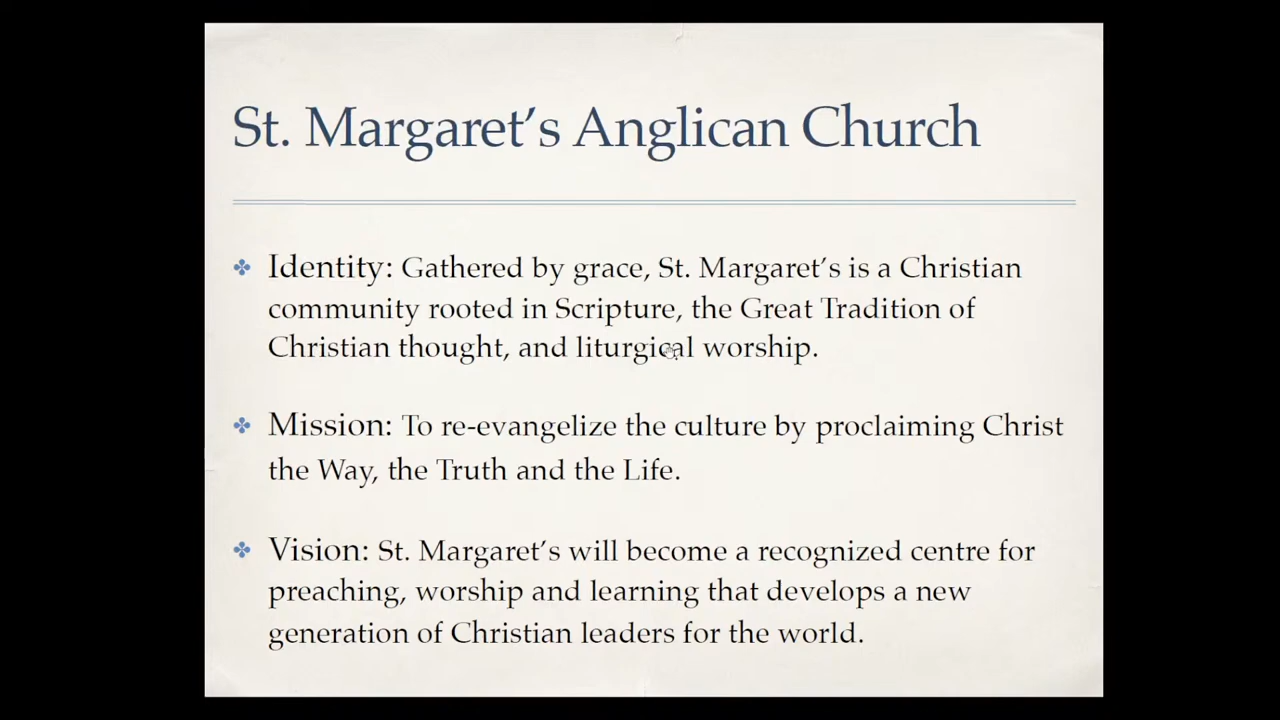 St. Margaret’s Anglican Church
Identity: Gathered by grace, St. Margaret’s is a Christian
community rooted in Scripture, the Great Tradition of
Christian thought, and liturgical worship.
Mission: To re-evangelize the culture by proclaiming Christ
the Way, the Truth and the Life.
Vision: St. Margaret’s will become a recognized centre for
preaching, worship and learning that develops a new
generation of Christian leaders for the world.